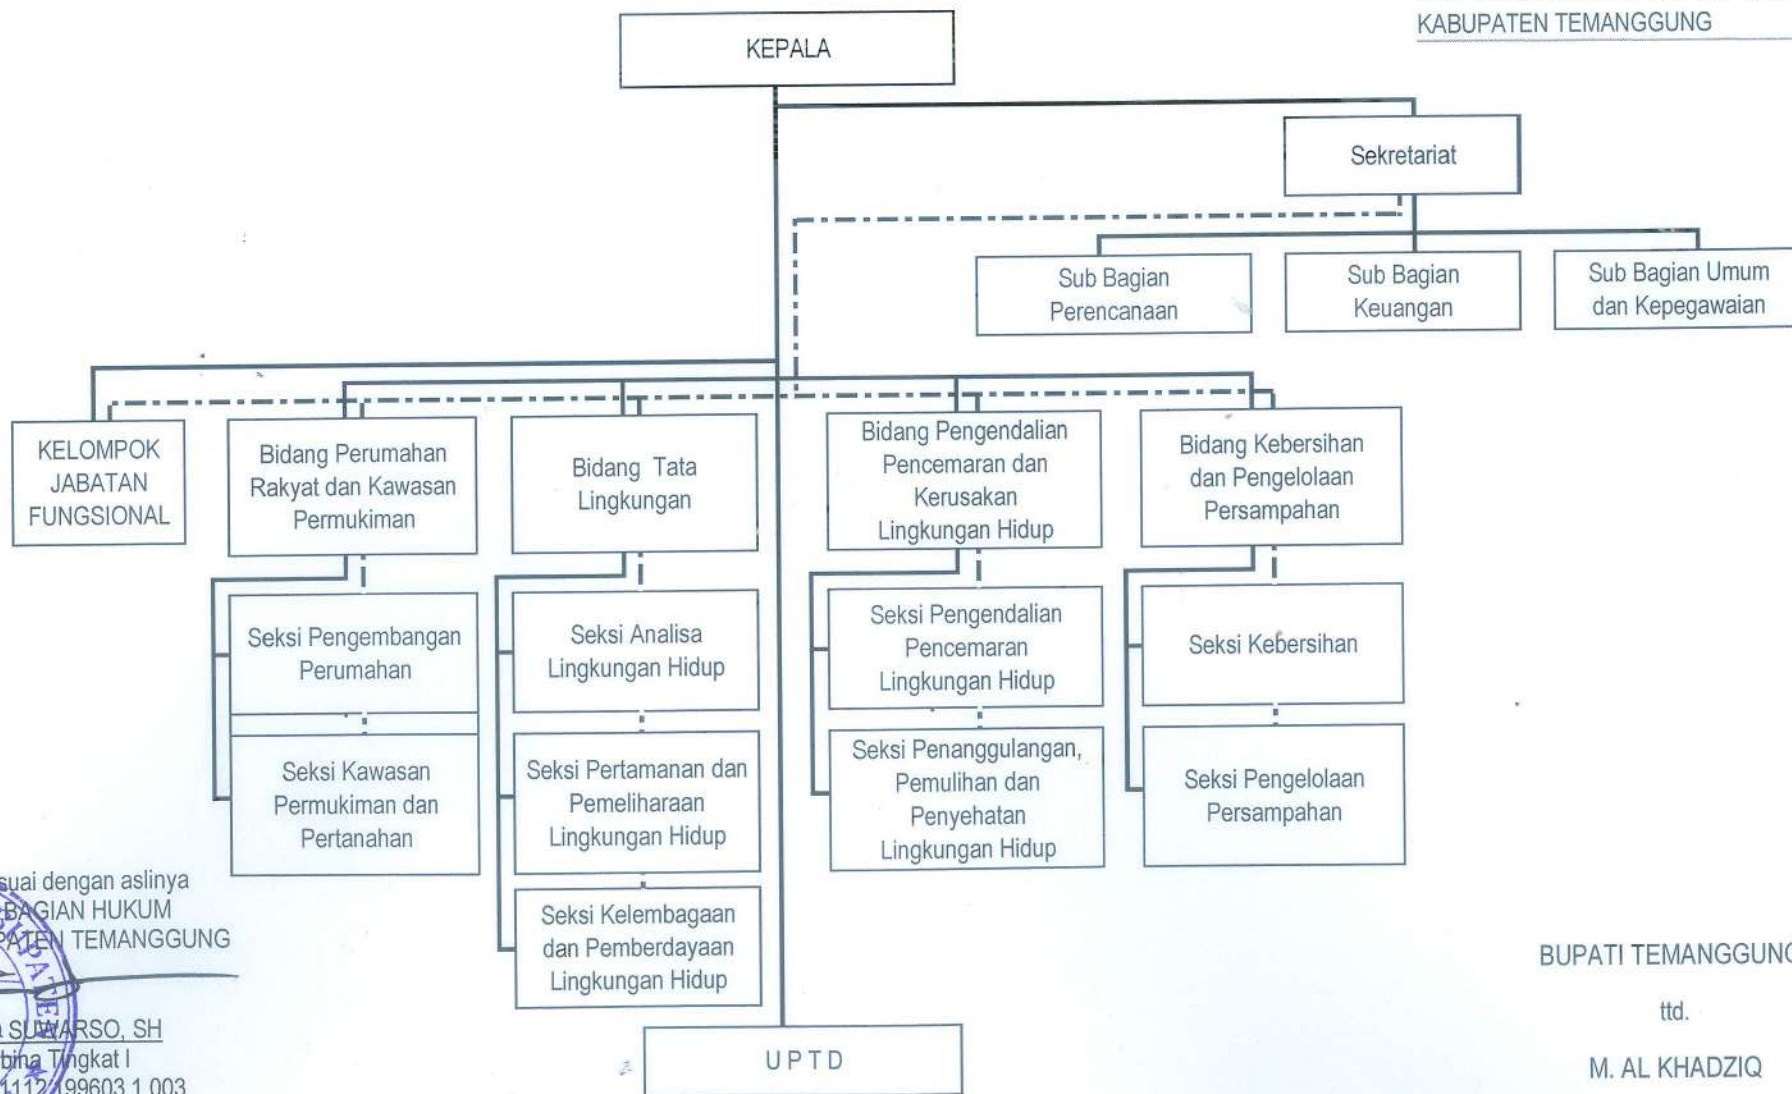 KABUPATEN TEMANGGUNG
KEPALA
Sekretariat
Sub Bagian
Perencanaan
Sub Bagian
Keuangan
Sub Bagian Umum
dan Kepegawaian
KELOMPOK
JABATAN
FUNGSIONAL
Bidang Perumahan
Rakyat dan Kawasan
Permukiman
Bidang Tata
Lingkungan
Bidang Pengendalian
Pencemaran dan
Kerusakan
Lingkungan Hidup
Bidang Kebersihan
dan Pengelolaan
Persampahan
Seksi Pengembangan
Perumahan
Seksi Analisa
Lingkungan Hidup
Seksi Pengendalian
Pencemaran
Lingkungan Hidup
Seksi Kebersihan
Seksi Kawasan
Permukiman dan
Pertanahan
Seksi Pertamanan dan
Pemeliharaan
Lingkungan Hidup
Seksi Penanggulangan,
Pemulihan dan
Penyehatan
Lingkungan Hidup
Seksi Pengelolaan
Persampahan
Seksi Kelembagaan
dan Pemberdayaan
Lingkungan Hidup
UPTD
suai dengan aslinya
BAGIAN HUKUM
PATEN TEMANGGUNG
SUWARSO, SH
bina Tingkat I
1112 199603 1 003
BUPATI TEMANGGUNG
ttd.
M. AL KHADZIQ